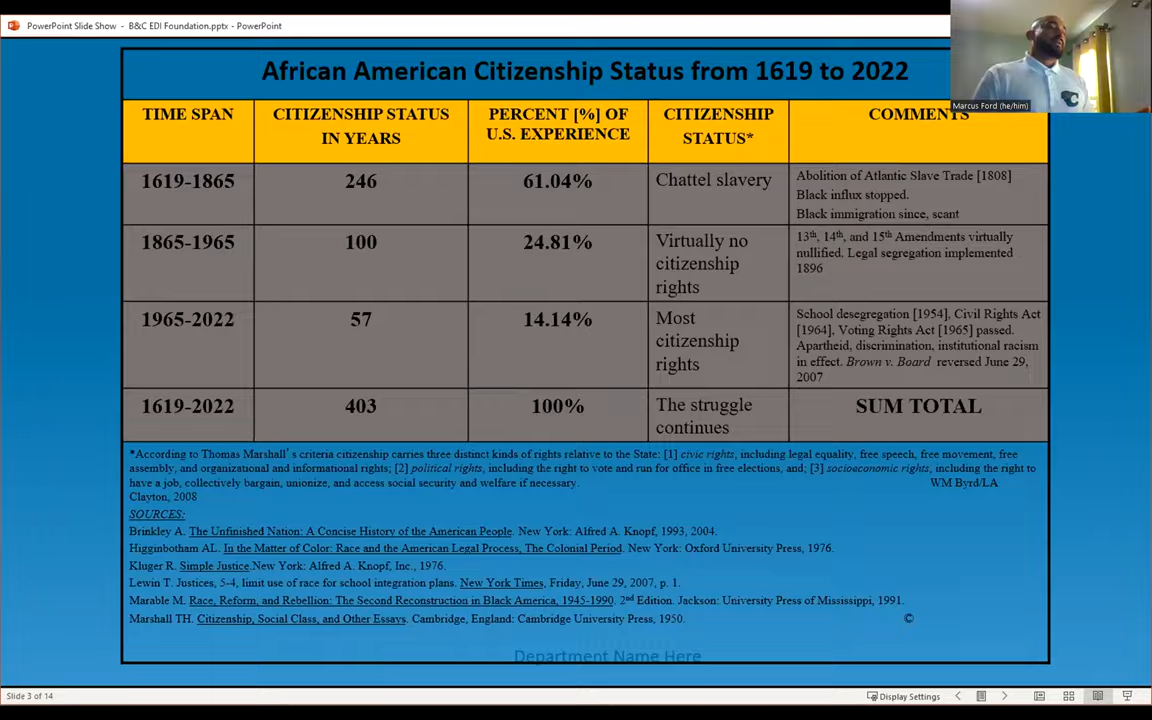 PowerPoint Slide Show - B&C EDI Foundation.pptx - PowerPoint
African American Citizenship Status from 1619 to 2022
Marcus Ford (he/him)
TIME SPAN
CITIZENSHIP STATUS
IN YEARS
PERCENT [%] OF
U.S. EXPERIENCE
CITIZENSHIP
STATUS*
COMMENTS
1619-1865
246
61.04%
Chattel slavery
Abolition of Atlantic Slave Trade [1808]
Black influx stopped.
Black immigration since, scant
1865-1965
100
24.81%
Virtually no
citizenship
rights
13th, 14th, and 15th Amendments virtually
nullified. Legal segregation implemented
1896
1965-2022
57
14.14%
Most
citizenship
rights
School desegregation [1954], Civil Rights Act
[1964], Voting Rights Act [1965] passed.
Apartheid, discrimination, institutional racism
in effect. Brown v. Board reversed June 29,
2007
1619-2022
403
100%
The struggle
continues
SUM TOTAL
*According to Thomas Marshall's criteria citizenship carries three distinct kinds of rights relative to the State: [1] civic rights, including legal equality, free speech, free movement, free
assembly, and organizational and informational rights; [2] political rights, including the right to vote and run for office in free elections, and; [3] socioeconomic rights, including the right to
have a job, collectively bargain, unionize, and access social security and welfare if necessary. WM Byrd/LA
Clayton, 2008
SOURCES:
Brinkley A. The Unfinished Nation: A Concise History of the American People. New York: Alfred A. Knopf, 1993, 2004.
Higginbotham AL. In the Matter of Color: Race and the American Legal Process, The Colonial Period. New York: Oxford University Press, 1976.
Kluger R. Simple Justice.New York: Alfred A. Knopf, Inc., 1976.
Lewin T. Justices, 5-4, limit use of race for school integration plans. New York Times, Friday, June 29, 2007, p. 1.
Marable M. Race, Reform, and Rebellion: The Second Reconstruction in Black America, 1945-1990. 2nd Edition. Jackson: University Press of Mississippi, 1991.
Marshall TH. Citizenship, Social Class, and Other Essays. Cambridge, England: Cambridge University Press, 1950. ©
Department Name Here
Slide 3 of 14
Display Settings